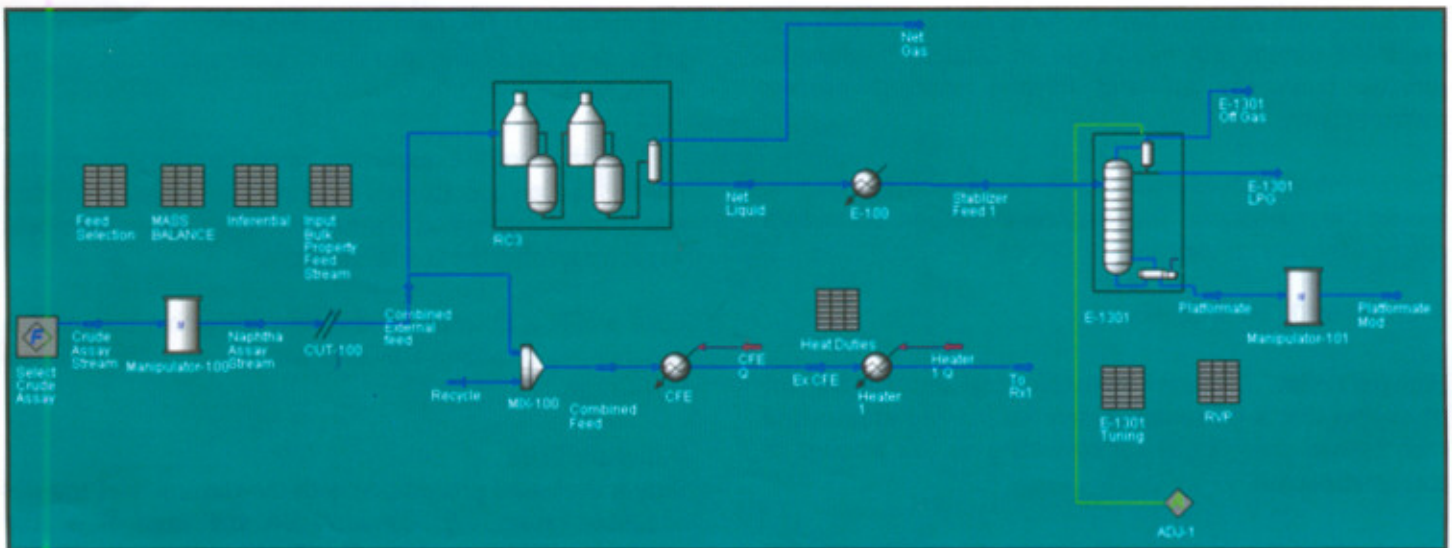 Net
Gas
E-1301
Off Gas
E-1301
LPG
Feed
Selection
MASS
BALANCE
Inferential
Input
Bulk
Property
Feed
Stream
RC3
Net
Liquid
E-100
Stabilizer
Feed 1
Select
Crude
Assay
Crude
Assay
Stream
Manipulator-100
Naphtha
Assay
Stream
CUT-100
Combined
External
feed
Heat Duties
E-1301
Platformate
Manipulator-101
Platformate
Mod
Recycle
MIX-100
Combined
Feed
CFE
CFE
Q
Ex CFE
Heater
1
Heater
1 Q
To
Rx1
E-1301
Tuning
RVP
ADJ-1
F